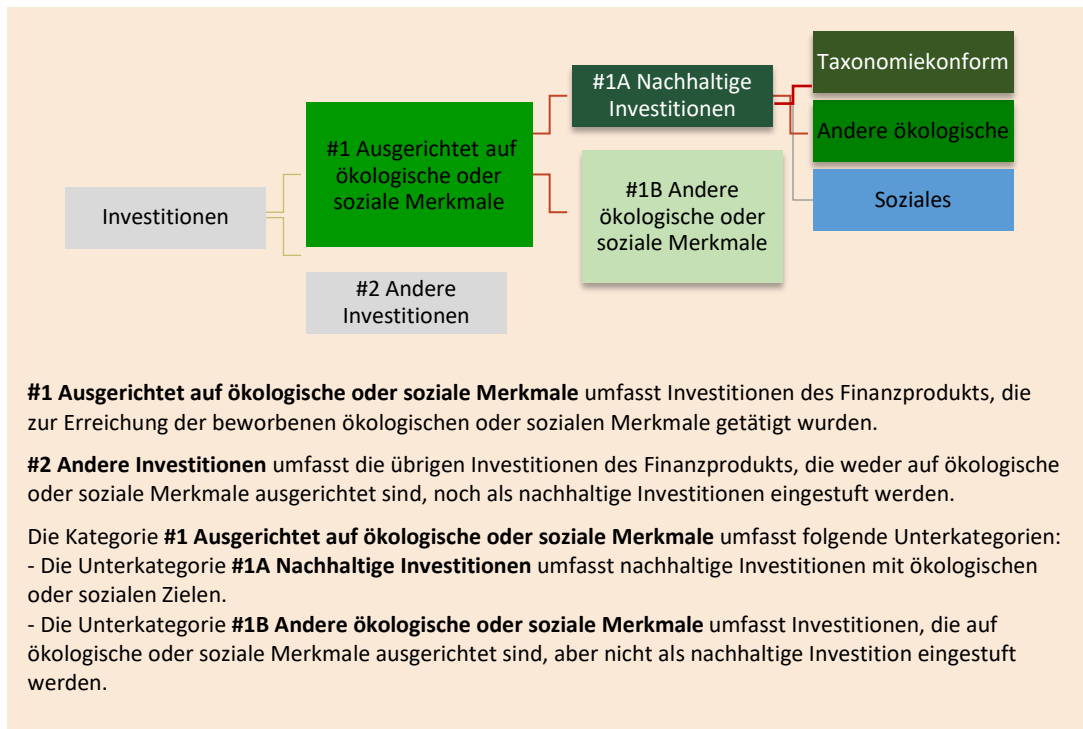 Taxonomiekonform
#1A Nachhaltige
Investitionen
Andere ökologische
#1 Ausgerichtet auf
ökologische oder
soziale Merkmale
#1B Andere
ökologische oder
soziale Merkmale
Soziales
Investitionen
#2 Andere
Investitionen
#1 Ausgerichtet auf ökologische oder soziale Merkmale umfasst Investitionen des Finanzprodukts, die
zur Erreichung der beworbenen ökologischen oder sozialen Merkmale getätigt wurden.
#2 Andere Investitionen umfasst die übrigen Investitionen des Finanzprodukts, die weder auf ökologische
oder soziale Merkmale ausgerichtet sind, noch als nachhaltige Investitionen eingestuft werden.
Die Kategorie #1 Ausgerichtet auf ökologische oder soziale Merkmale umfasst folgende Unterkategorien:
- Die Unterkategorie #1A Nachhaltige Investitionen umfasst nachhaltige Investitionen mit ökologischen
oder sozialen Zielen.
- Die Unterkategorie #1B Andere ökologische oder soziale Merkmale umfasst Investitionen, die auf
ökologische oder soziale Merkmale ausgerichtet sind, aber nicht als nachhaltige Investition eingestuft
werden.